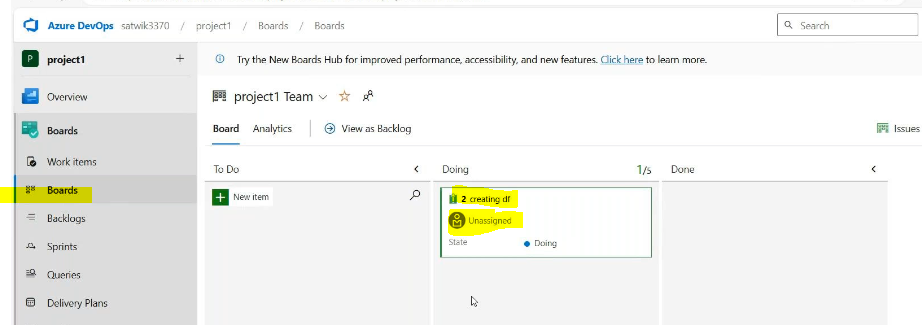 Azure DevOps satwik3370 / project1 / Boards / Boards
Search
P project1 +
Overview
Boards
Work items
Boards
Backlogs
Sprints
Queries
Delivery Plans
Try the New Boards Hub for improved performance, accessibility, and new features. Click here to learn more.
project1 Team
Board Analytics View as Backlog
Issues
To Do
New item
Doing 1/5
2 creating df
Unassigned
State Doing
Done